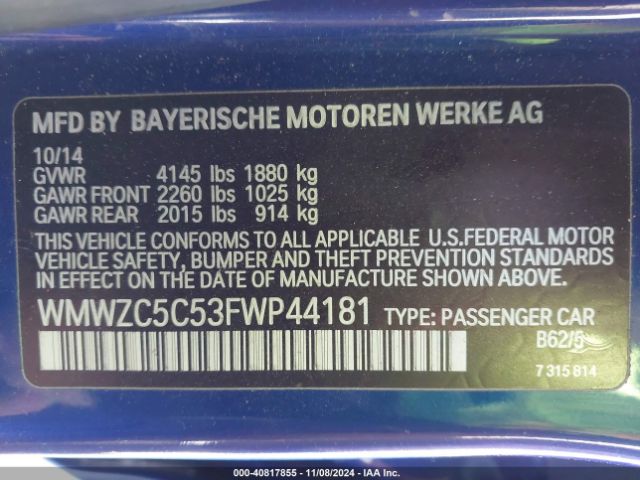 MFD BY BAYERISCHE MOTOREN WERKE AG
10/14
GVWR 4145 lbs 1880 kg
GAWR FRONT 2260 lbs 1025 kg
GAWR REAR 2015 lbs 914 kg
THIS VEHICLE CONFORMS TO ALL APPLICABLE U.S.FEDERAL MOTOR
VEHICLE SAFETY, BUMPER AND THEFT PREVENTION STANDARDS
IN EFFECT ON THE DATE OF MANUFACTURE SHOWN ABOVE.
WMWZC5C53FWP44181 TYPE: PASSENGER CAR
B62/5
7 315 814
000-40817855 - 11/08/2024 - IAA Inc.